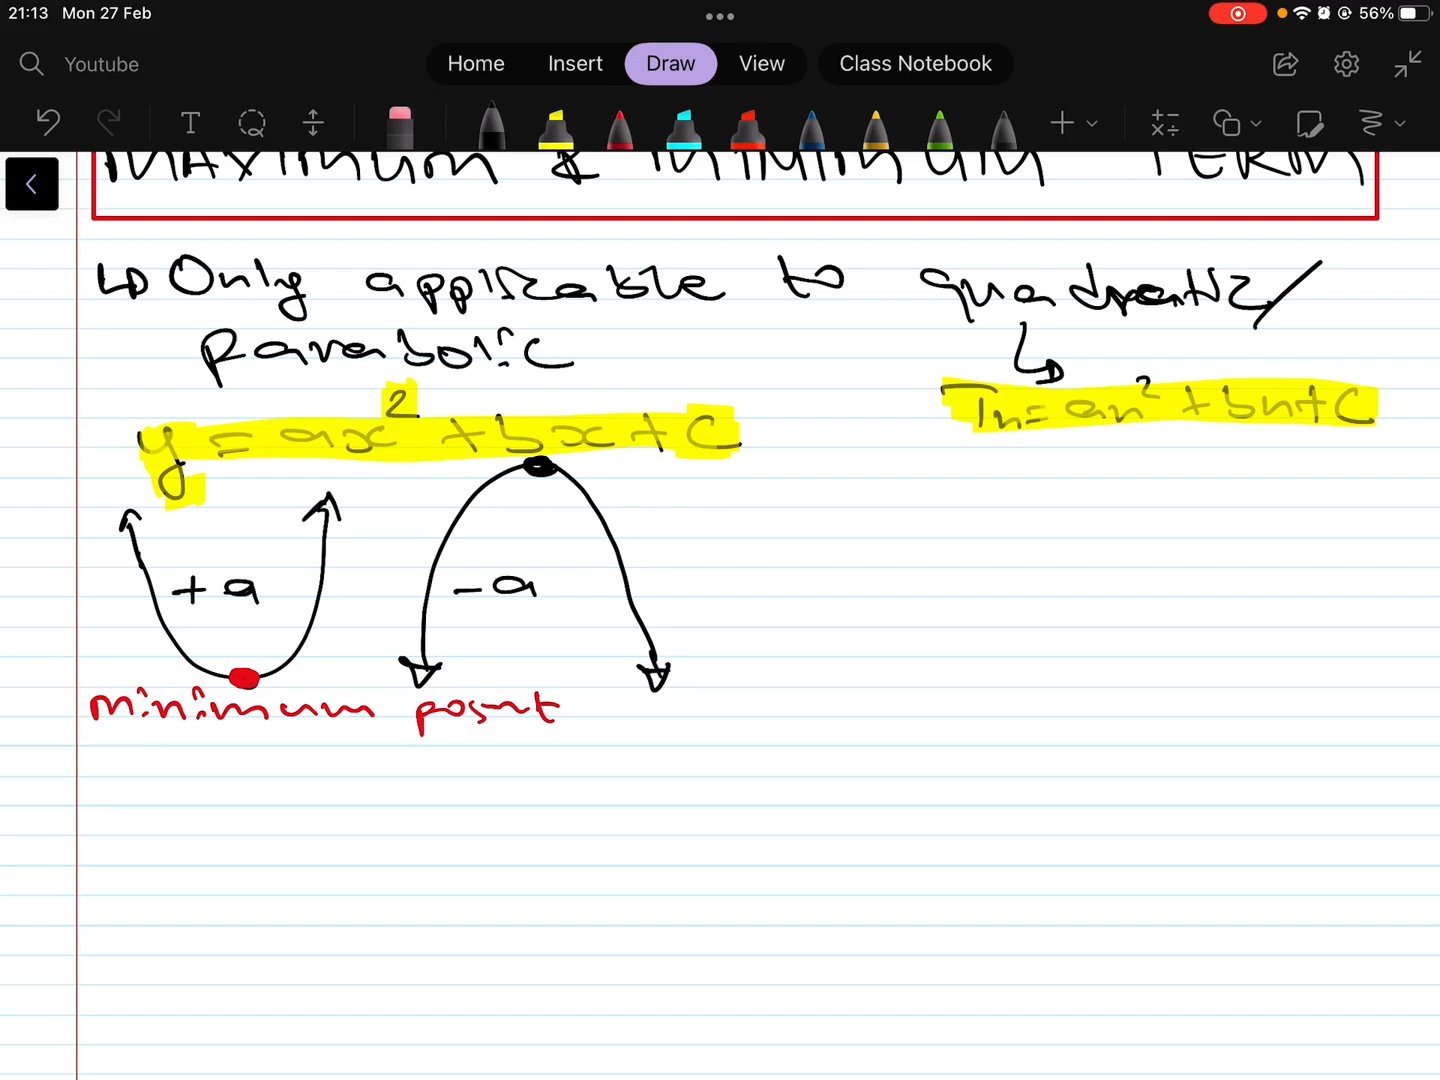 21:13 Mon 27 Feb
56%
Youtube
Home Insert Draw View Class Notebook
MAXIMUM & MINIMUM TERM
Only applicable to quadratic/
Parabolic
y = ax² + bx + c
Tn = an² + bn + c
+a
-a
minimum point